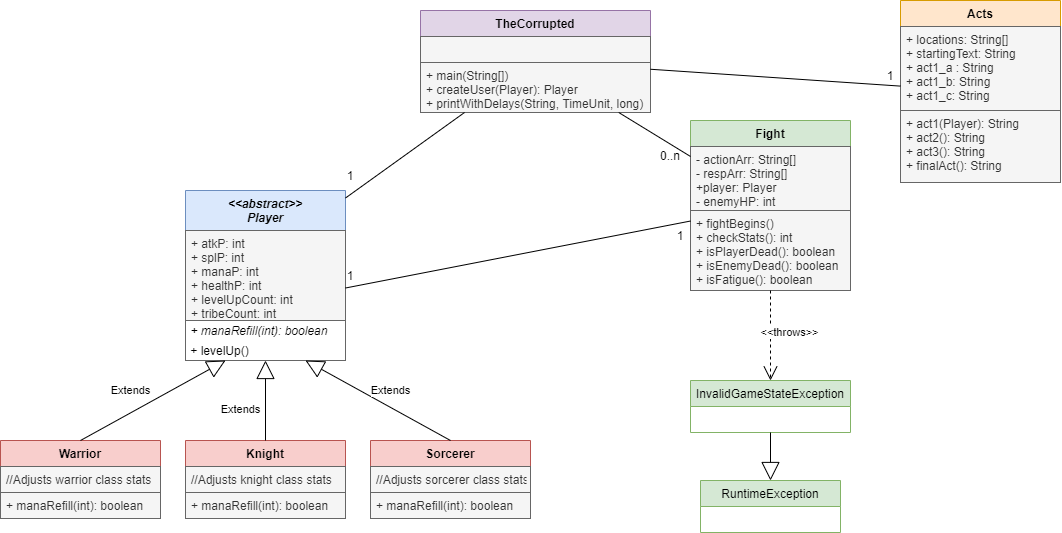 TheCorrupted
+ main(String[])
+ createUser(Player): Player
+ printWithDelays(String, TimeUnit, long)
Acts
+ locations: String[]
+ startingText: String
+ act1_a : String
+ act1_b: String
+ act1_c: String
+ act1(Player): String
+ act2(): String
+ act3(): String
+ finalAct(): String
1
0..n
1
Fight
- actionArr: String[]
- respArr: String[]
+player: Player
- enemyHP: int
+ fightBegins()
+ checkStats(): int
+ isPlayerDead(): boolean
+ isEnemyDead(): boolean
+ isFatigue(): boolean
<<abstract>>
Player
+ atkP: int
+ splP: int
+ manaP: int
+ healthP: int
+ levelUpCount: int
+ tribeCount: int
+ manaRefill(int): boolean
+ levelUp()
1
1
<<throws>>
InvalidGameStateException
RuntimeException
Extends
Extends
Extends
Warrior
//Adjusts warrior class stats
+ manaRefill(int): boolean
Knight
//Adjusts knight class stats
+ manaRefill(int): boolean
Sorcerer
//Adjusts sorcerer class stats
+ manaRefill(int): boolean